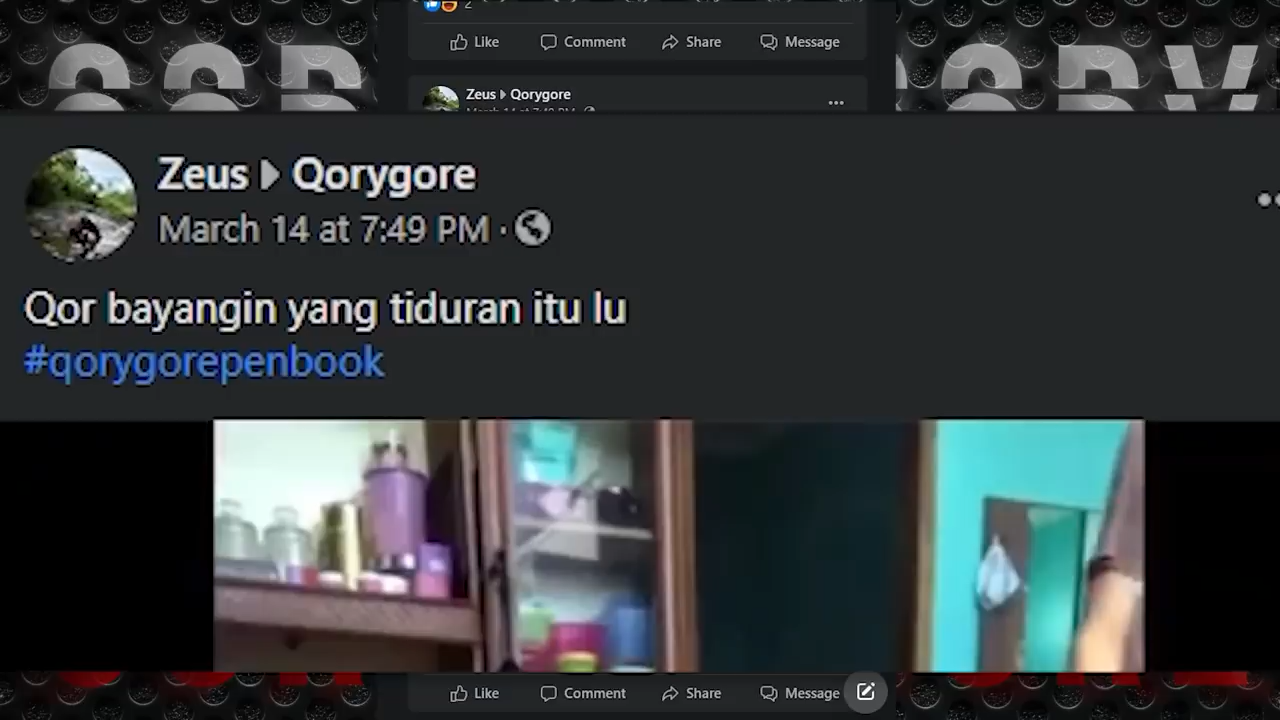 2
Like Comment Share Message
Zeus Qorygore
Zeus Qorygore
March 14 at 7:49 PM ·
Qor bayangin yang tiduran itu lu
#qorygorepenbook
Like Comment Share Message